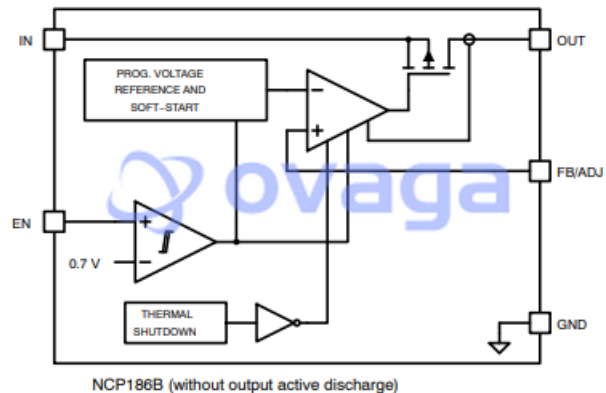 IN
OUT
PROG. VOLTAGE
REFERENCE AND
SOFT−START
−
+
ovaga
FB/ADJ
EN
+
0.7 V
−
THERMAL
SHUTDOWN
GND
NCP186B (without output active discharge)